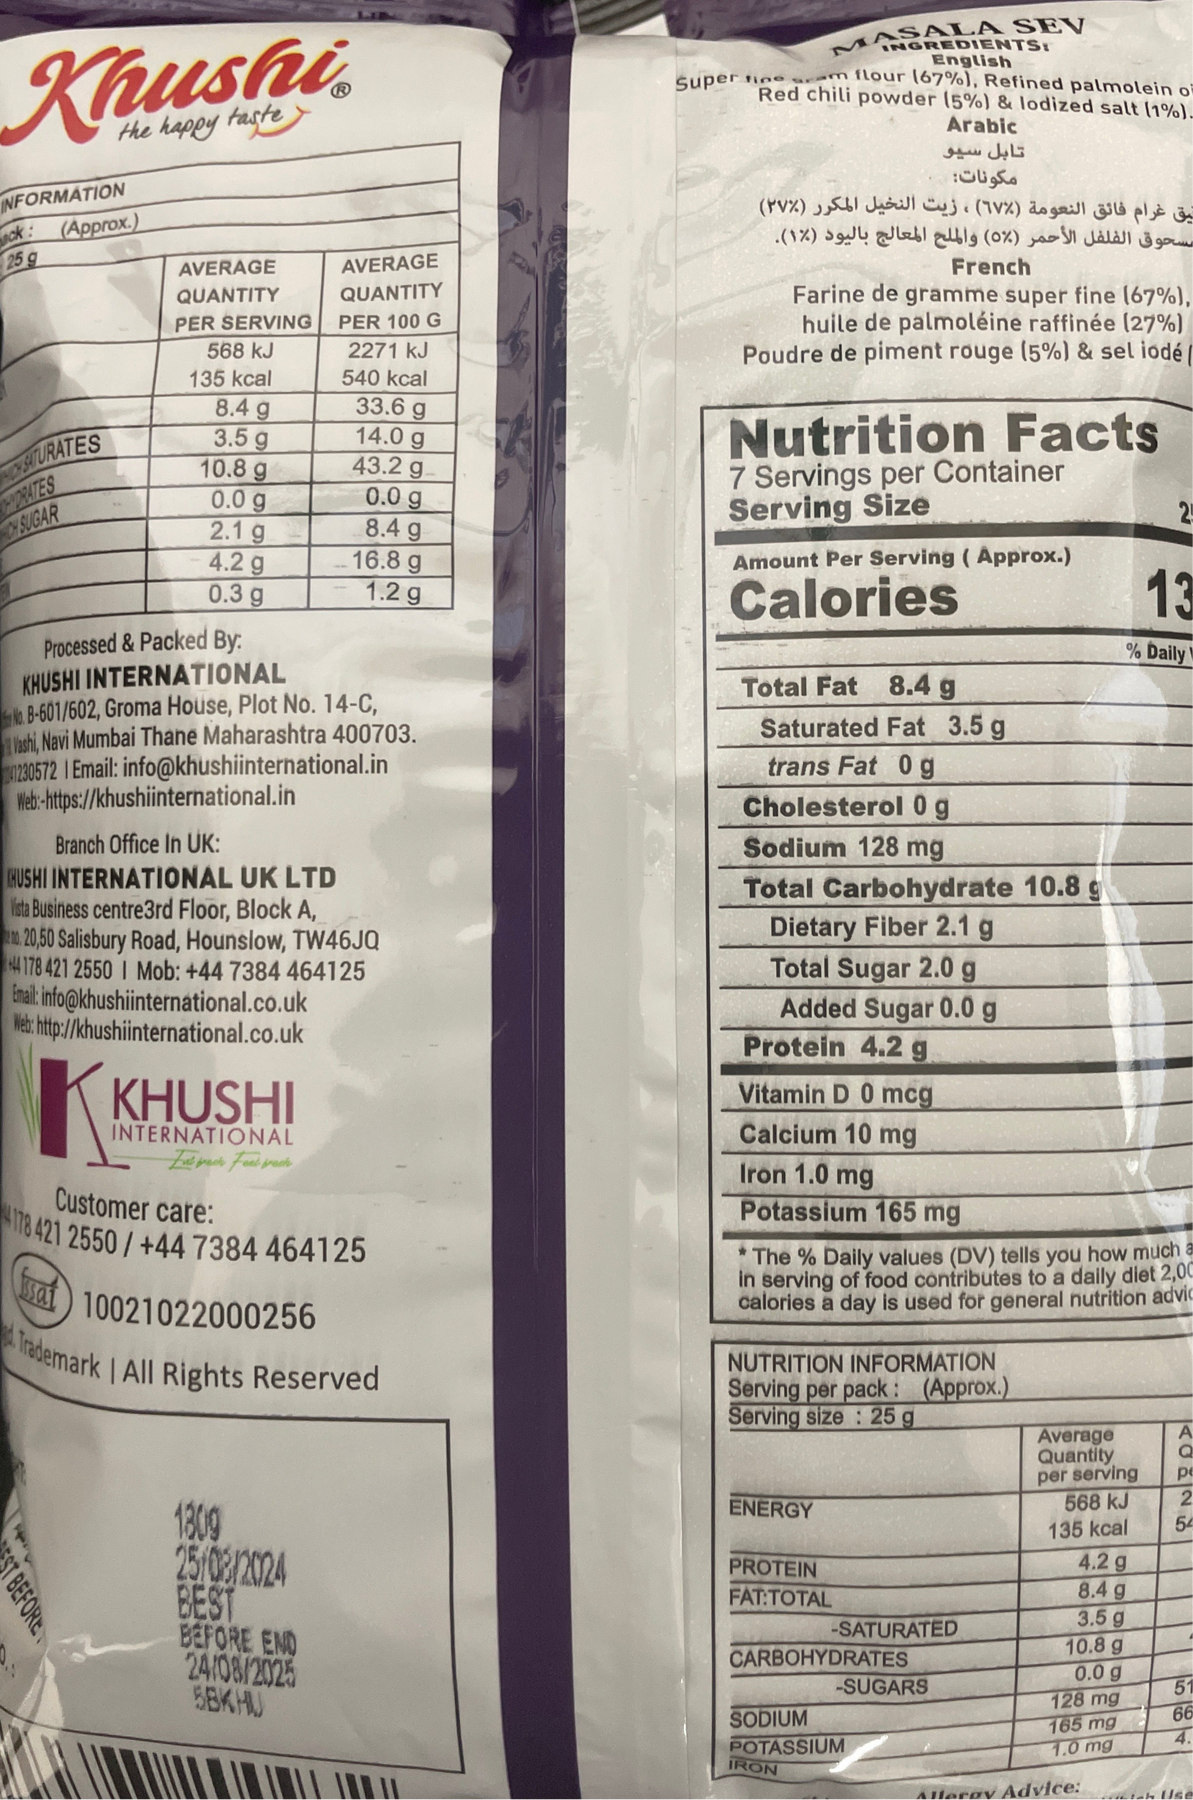 Khushi®
the happy taste
INFORMATION
(Approx.)
25 g
AVERAGE QUANTITY PER SERVING AVERAGE QUANTITY PER 100 G
568 kJ 2271 kJ
135 kcal 540 kcal
8.4 g 33.6 g
SATURATES 3.5 g 14.0 g
10.8 g 43.2 g
SUGAR 0.0 g 0.0 g
2.1 g 8.4 g
4.2 g 16.8 g
0.3 g 1.2 g
Processed & Packed By:
KHUSHI INTERNATIONAL
No. B-601/602, Groma House, Plot No. 14-C,
Vashi, Navi Mumbai Thane Maharashtra 400703.
1230572 | Email: info@khushiinternational.in
Web:-https://khushiinternational.in
Branch Office In UK:
KHUSHI INTERNATIONAL UK LTD
Vista Business centre3rd Floor, Block A,
20,50 Salisbury Road, Hounslow, TW46JQ
+44 178 421 2550 | Mob: +44 7384 464125
Email: info@khushiinternational.co.uk
Web: http://khushiinternational.co.uk
KHUSHI
INTERNATIONAL
Customer care:
178 421 2550 / +44 7384 464125
fssai 10021022000256
Trademark | All Rights Reserved
180g
25/08/2024
BEST
BEFORE END
24/08/2025
5BKHU
BEST BEFORE
MASALA SEV
INGREDIENTS:
English
Super fine gram flour (67%), Refined palmolein
Red chili powder (5%) & Iodized salt (1%).
Arabic
تابل سيو
مكونات:
غرام فائق النعومة (٦٧٪) ، زيت النخيل المكرر (٢٧٪)
مسحوق الفلفل الأحمر (٥٪) والملح المعالج باليود (١٪).
French
Farine de gramme super fine (67%),
huile de palmoléine raffinée (27%)
Poudre de piment rouge (5%) & sel iodé
Nutrition Facts
7 Servings per Container
Serving Size
Amount Per Serving ( Approx.)
Calories 13
% Daily
Total Fat 8.4 g
Saturated Fat 3.5 g
trans Fat 0 g
Cholesterol 0 g
Sodium 128 mg
Total Carbohydrate 10.8 g
Dietary Fiber 2.1 g
Total Sugar 2.0 g
Added Sugar 0.0 g
Protein 4.2 g
Vitamin D 0 mcg
Calcium 10 mg
Iron 1.0 mg
Potassium 165 mg
* The % Daily values (DV) tells you how much a
in serving of food contributes to a daily diet 2,00
calories a day is used for general nutrition
NUTRITION INFORMATION
Serving per pack : (Approx.)
Serving size : 25 g
Average Quantity per serving
ENERGY 568 kJ
135 kcal
PROTEIN 4.2 g
FAT:TOTAL 8.4 g
-SATURATED 3.5 g
CARBOHYDRATES 10.8 g
-SUGARS 0.0 g
SODIUM 128 mg
POTASSIUM 165 mg
IRON 1.0 mg
Allergy Advice: